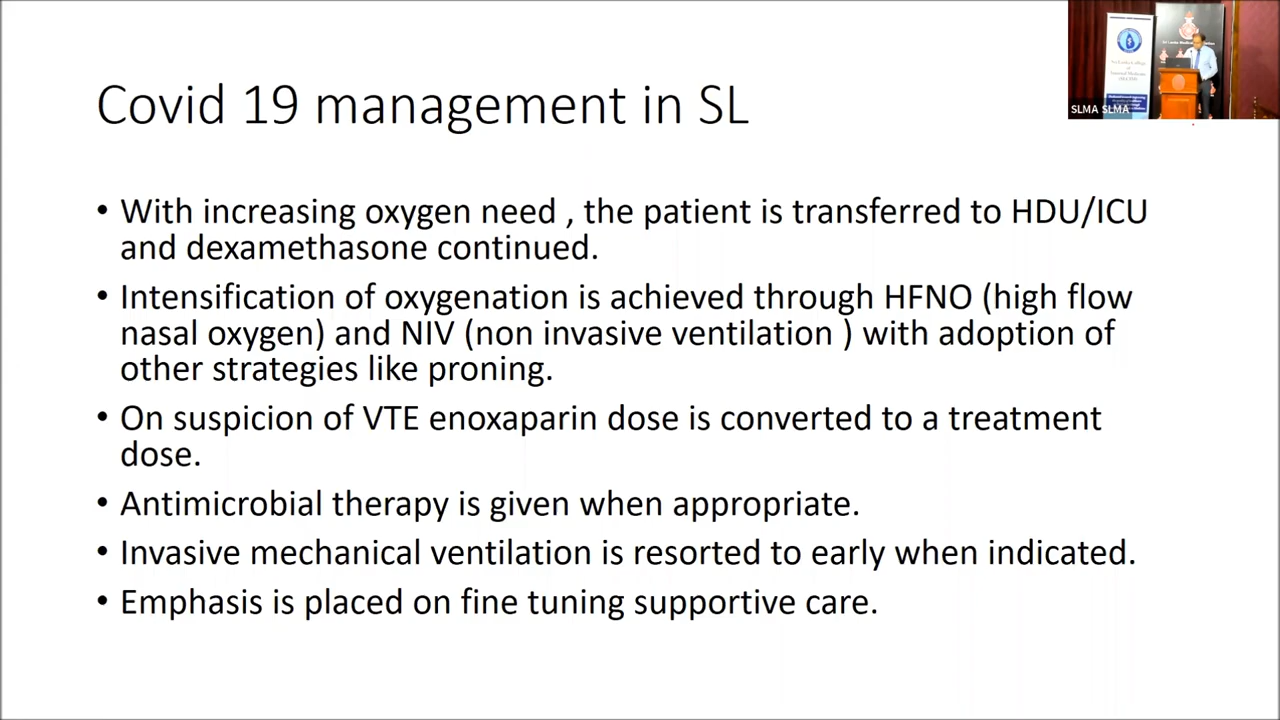 Covid 19 management in SL
• With increasing oxygen need , the patient is transferred to HDU/ICU
and dexamethasone continued.
• Intensification of oxygenation is achieved through HFNO (high flow
nasal oxygen) and NIV (non invasive ventilation ) with adoption of
other strategies like proning.
• On suspicion of VTE enoxaparin dose is converted to a treatment
dose.
• Antimicrobial therapy is given when appropriate.
• Invasive mechanical ventilation is resorted to early when indicated.
• Emphasis is placed on fine tuning supportive care.
SLMA SLMA